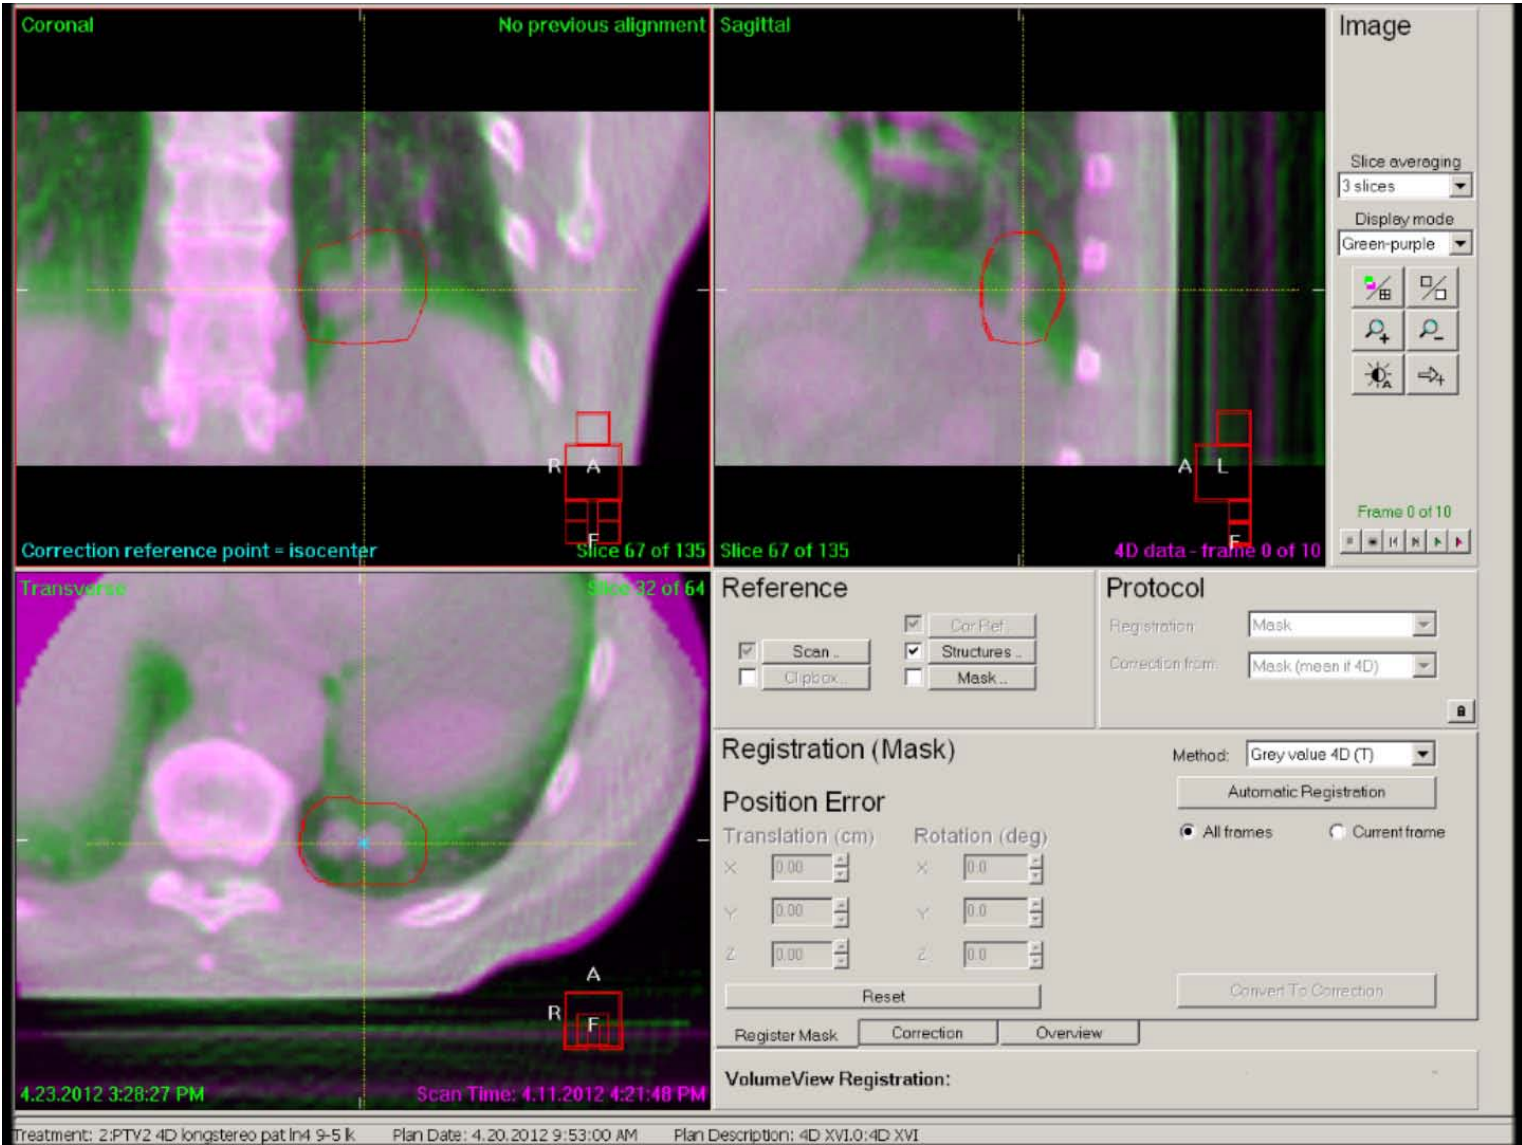 Coronal
No previous alignment
Sagittal
Image
Slice averaging
3 slices
Display mode
Green-purple
R A
F
A L
F
Frame 0 of 10
Correction reference point = isocenter
Slice 67 of 135
Slice 67 of 135
4D data - frame 0 of 10
Transverse
Slice 32 of 64
Reference
Cor.Ref..
Scan ..
Structures ..
Clipbox..
Mask ..
Protocol
Registration:
Mask
Correction from:
Mask (mean if 4D)
Registration (Mask)
Method: Grey value 4D (T)
Automatic Registration
All frames Current frame
Position Error
Translation (cm) Rotation (deg)
X 0.00 X 0.0
Y 0.00 Y 0.0
Z 0.00 Z 0.0
Reset
Convert To Correction
Register Mask Correction Overview
A
R F
4.23.2012 3:28:27 PM
Scan Time: 4.11.2012 4:21:48 PM
VolumeView Registration:
Treatment: 2:PTV2 4D longstereo pat ln4 9-5 lk Plan Date: 4.20.2012 9:53:00 AM Plan Description: 4D XVI.0:4D XVI